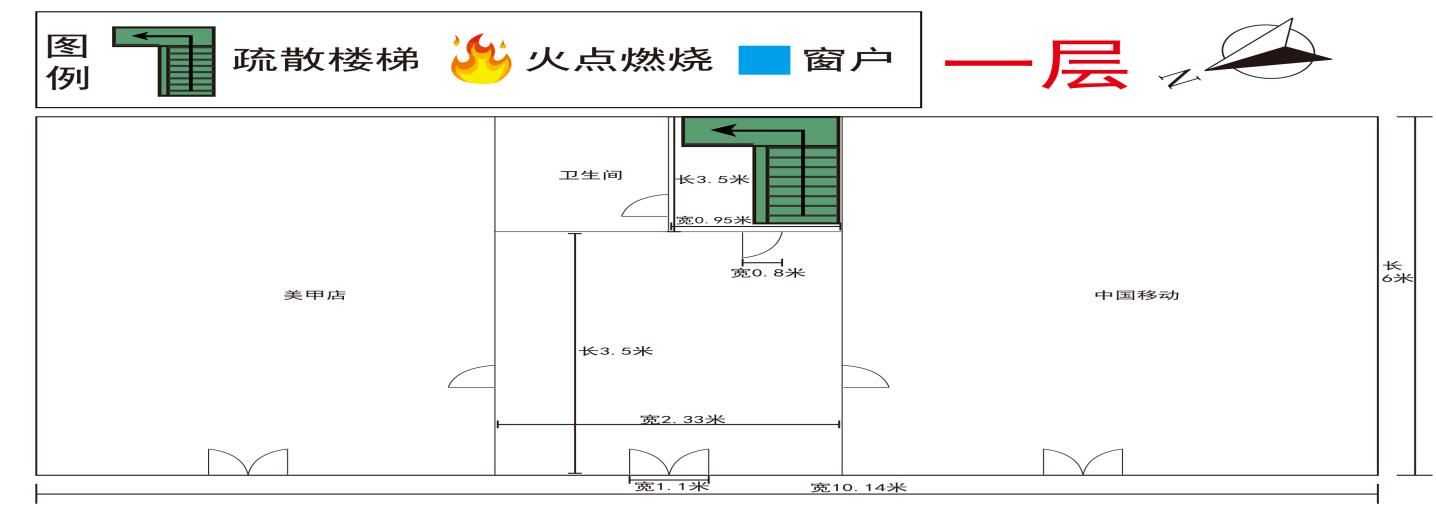 图例
疏散楼梯
火点燃烧
窗户
一层
N
卫生间
长3.5米
宽0.95米
宽0.8米
美甲店
中国移动
长
6米
长3.5米
宽2.33米
宽1.1米
宽10.14米